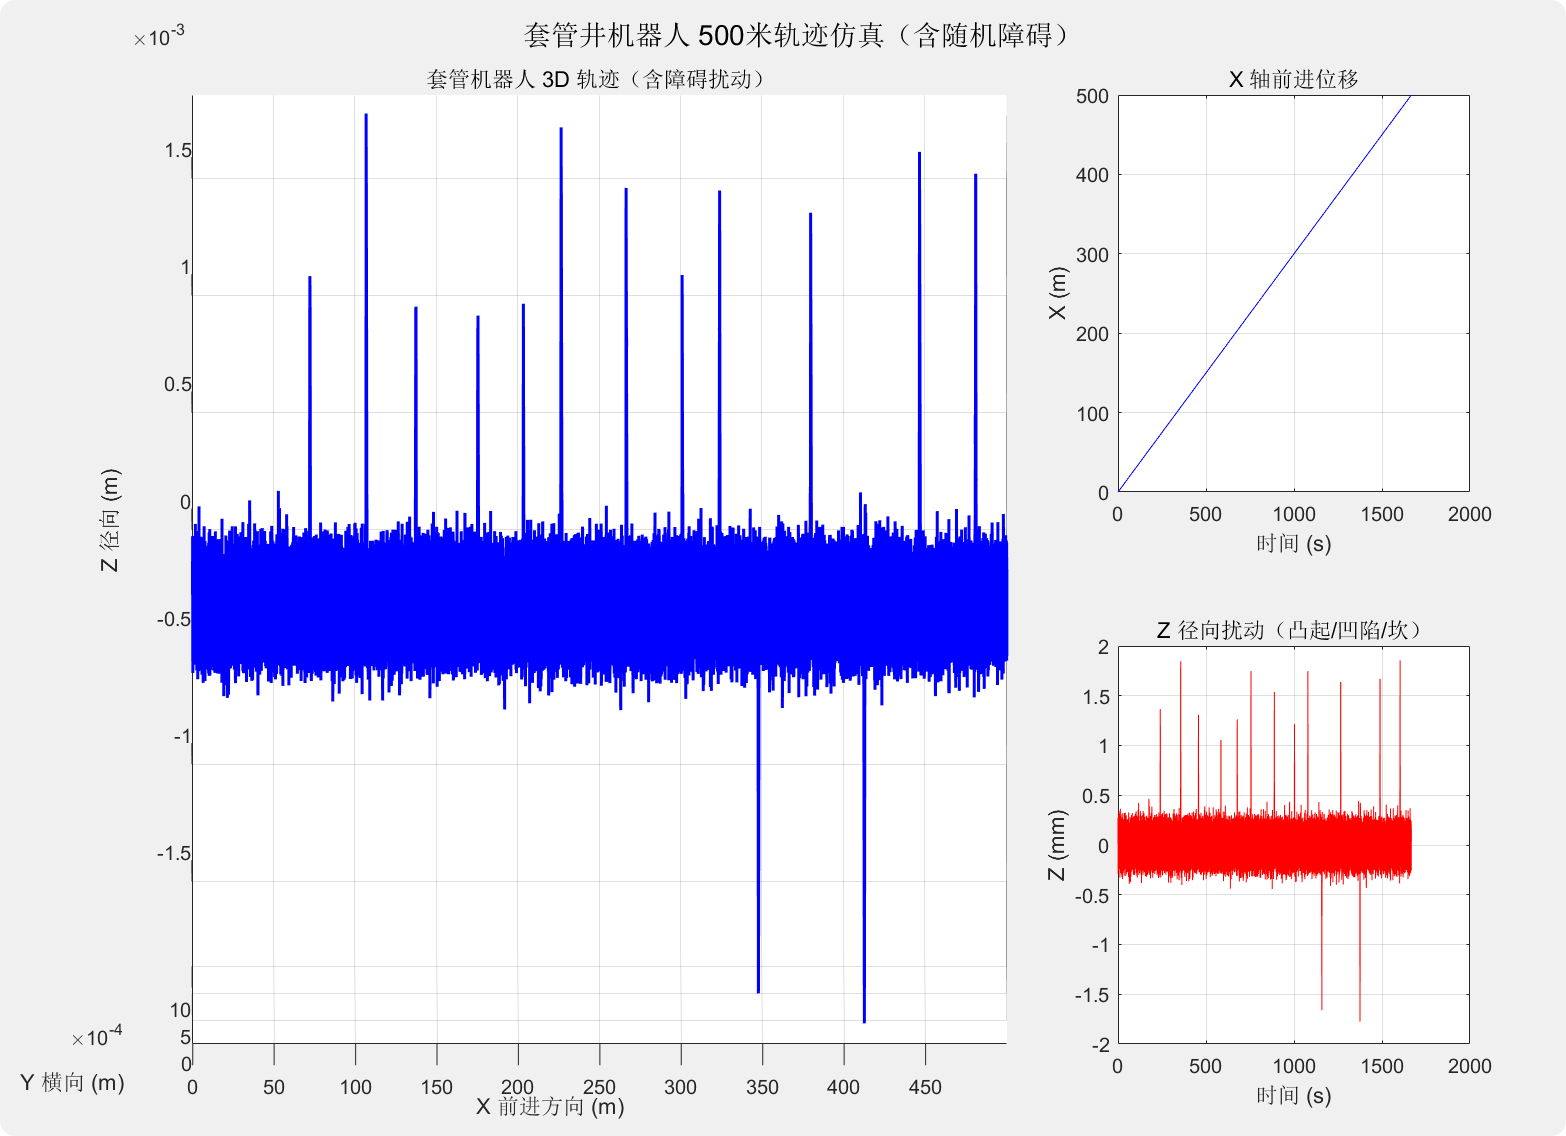 套管井机器人 500米轨迹仿真（含随机障碍）
×10-3
套管机器人 3D 轨迹（含障碍扰动）
1.5
1
0.5
0
-0.5
-1
-1.5
Z 径向 (m)
10
5
0
×10-4
Y 横向 (m)
0 50 100 150 200 250 300 350 400 450
X 前进方向 (m)
X 轴前进位移
500
400
300
200
100
0
X (m)
0 500 1000 1500 2000
时间 (s)
Z 径向扰动（凸起/凹陷/坎）
2
1.5
1
0.5
0
-0.5
-1
-1.5
-2
Z (mm)
0 500 1000 1500 2000
时间 (s)